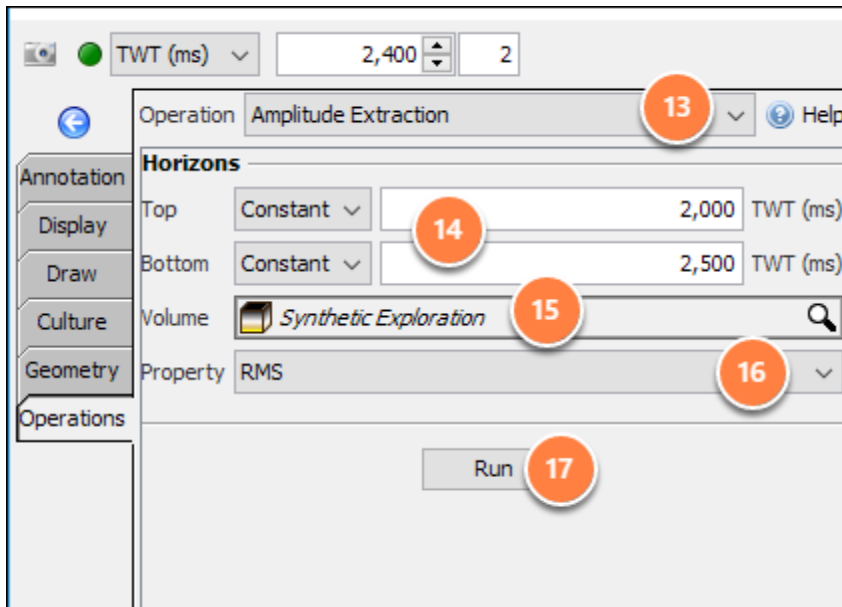 TWT (ms) 2,400 2
Operation Amplitude Extraction 13 Help
Horizons
Annotation
Top Constant 2,000 TWT (ms)
Display
14
Bottom Constant 2,500 TWT (ms)
Draw
Volume Synthetic Exploration 15
Culture
Property RMS 16
Geometry
Operations
Run 17